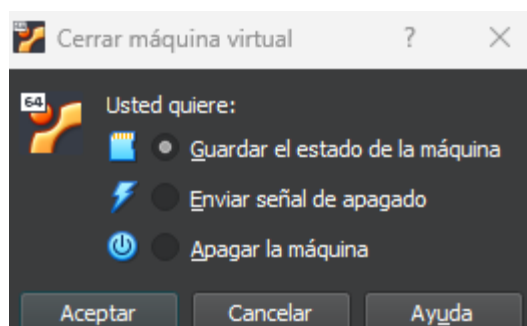 Cerrar máquina virtual ?
64
Usted quiere:
Guardar el estado de la máquina
Enviar señal de apagado
Apagar la máquina
Aceptar Cancelar Ayuda